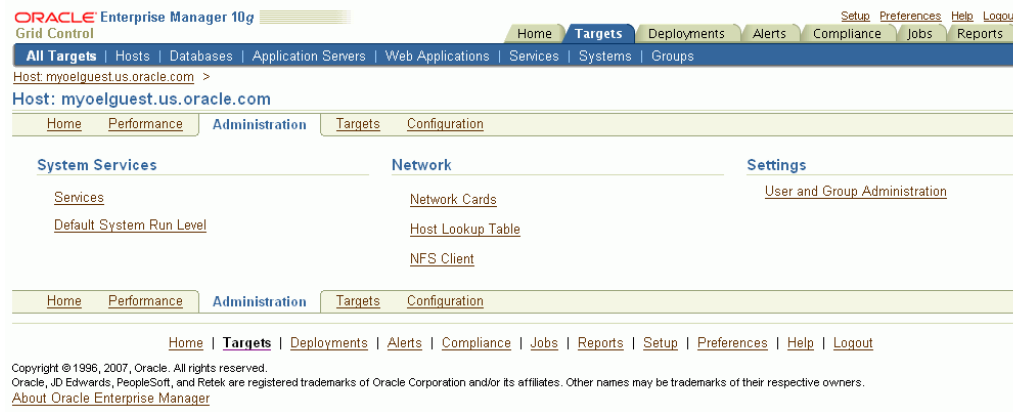 ORACLE Enterprise Manager 10g
Grid Control
Setup Preferences Help Logou
Home Targets Deployments Alerts Compliance Jobs Reports
All Targets | Hosts | Databases | Application Servers | Web Applications | Services | Systems | Groups
Host: myoelguest.us.oracle.com >
Host: myoelguest.us.oracle.com
Home Performance Administration Targets Configuration
System Services Network Settings
Services Network Cards User and Group Administration
Default System Run Level Host Lookup Table
NFS Client
Home Performance Administration Targets Configuration
Home | Targets | Deployments | Alerts | Compliance | Jobs | Reports | Setup | Preferences | Help | Logout
Copyright © 1996, 2007, Oracle. All rights reserved.
Oracle, JD Edwards, PeopleSoft, and Retek are registered trademarks of Oracle Corporation and/or its affiliates. Other names may be trademarks of their respective owners.
About Oracle Enterprise Manager